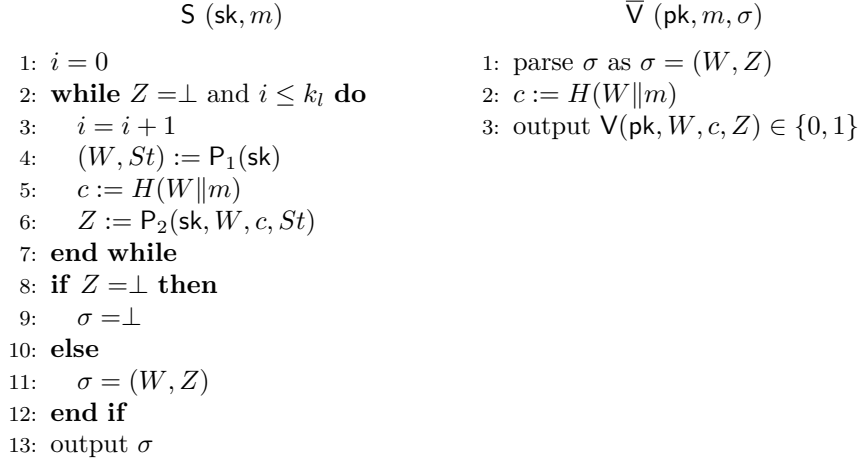 S (sk, m)
1: i = 0
2: while Z =⊥ and i ≤ k_l do
3: i = i + 1
4: (W, St) := P₁(sk)
5: c := H(W‖m)
6: Z := P₂(sk, W, c, St)
7: end while
8: if Z =⊥ then
9: σ =⊥
10: else
11: σ = (W, Z)
12: end if
13: output σ
V̅ (pk, m, σ)
1: parse σ as σ = (W, Z)
2: c := H(W‖m)
3: output V(pk, W, c, Z) ∈ {0, 1}